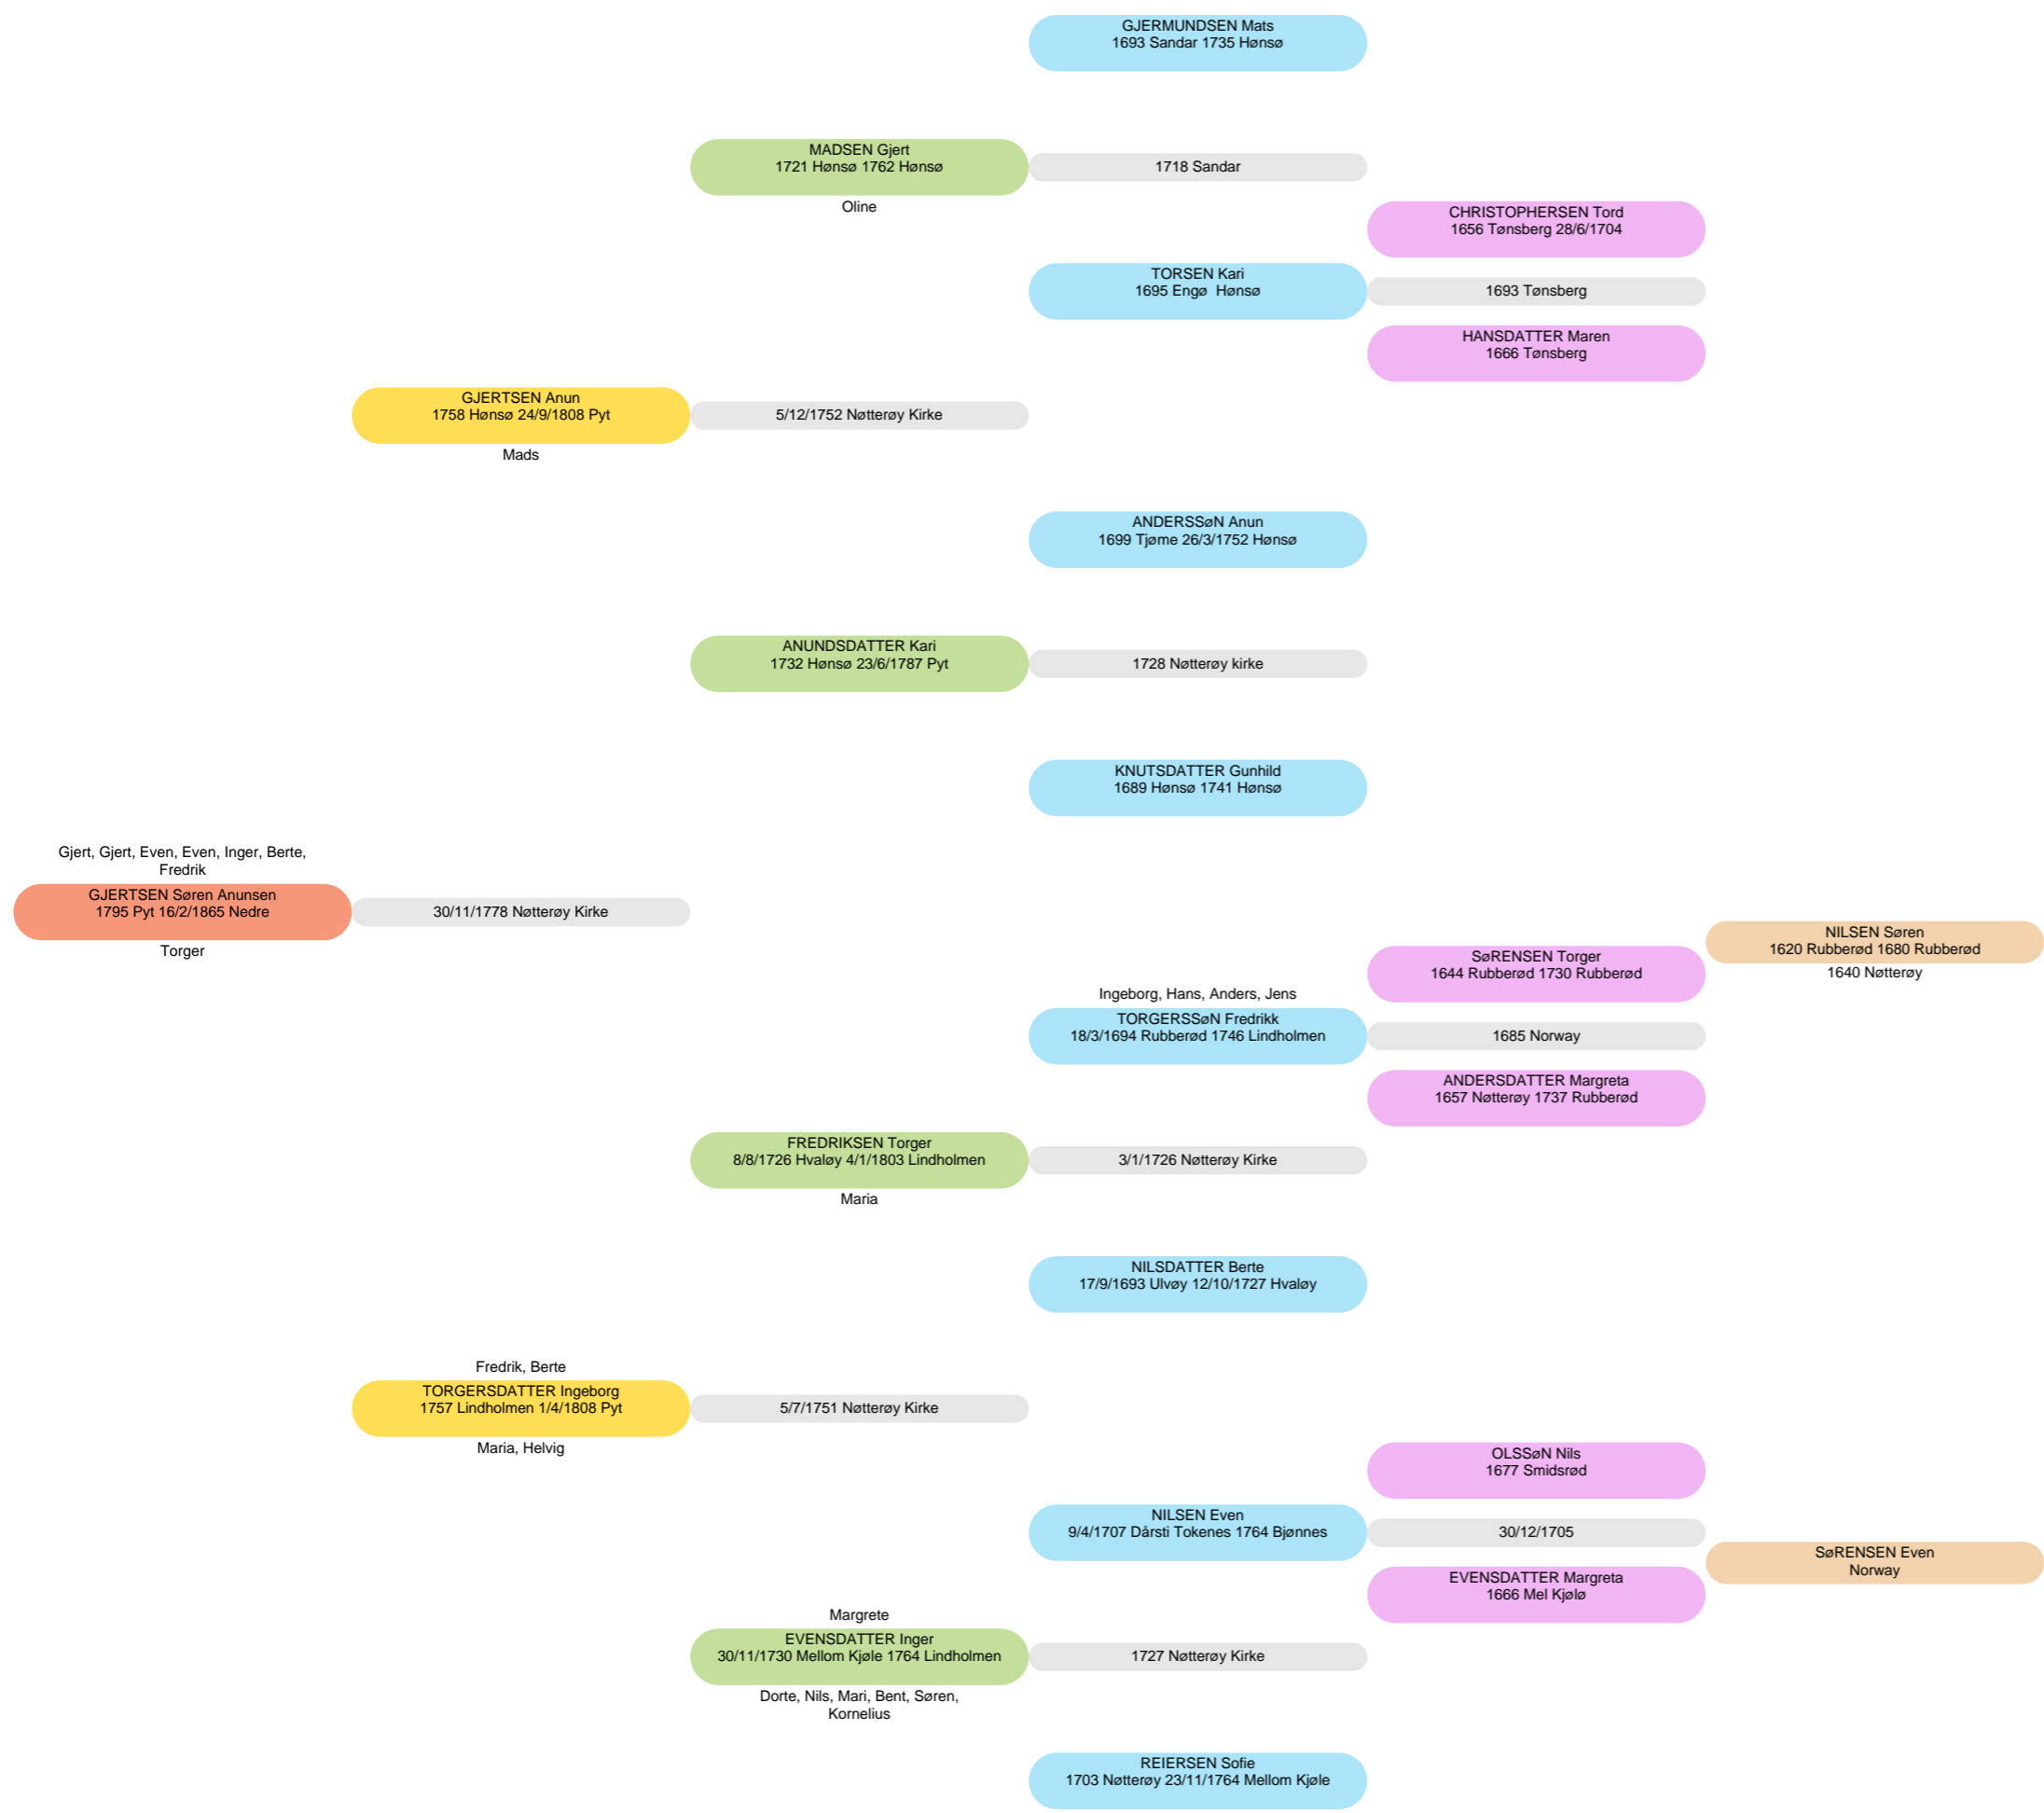 GJERMUNDSEN Mats
1693 Sandar 1735 Hønsø
MADSEN Gjert
1721 Hønsø 1762 Hønsø
1718 Sandar
Oline
CHRISTOPHERSEN Tord
1656 Tønsberg 28/6/1704
TORSEN Kari
1695 Engø  Hønsø
1693 Tønsberg
HANSDATTER Maren
1666 Tønsberg
GJERTSEN Anun
1758 Hønsø 24/9/1808 Pyt
5/12/1752 Nøtterøy Kirke
Mads
ANDERSSøN Anun
1699 Tjøme 26/3/1752 Hønsø
ANUNDSDATTER Kari
1732 Hønsø 23/6/1787 Pyt
1728 Nøtterøy kirke
KNUTSDATTER Gunhild
1689 Hønsø 1741 Hønsø
Gjert, Gjert, Even, Even, Inger, Berte,
Fredrik
GJERTSEN Søren Anunsen
1795 Pyt 16/2/1865 Nedre
30/11/1778 Nøtterøy Kirke
Torger
NILSEN Søren
1620 Rubberød 1680 Rubberød
1640 Nøtterøy
SøRENSEN Torger
1644 Rubberød 1730 Rubberød
Ingeborg, Hans, Anders, Jens
TORGERSSøN Fredrikk
18/3/1694 Rubberød 1746 Lindholmen
1685 Norway
ANDERSDATTER Margreta
1657 Nøtterøy 1737 Rubberød
FREDRIKSEN Torger
8/8/1726 Hvaløy 4/1/1803 Lindholmen
3/1/1726 Nøtterøy Kirke
Maria
NILSDATTER Berte
17/9/1693 Ulvøy 12/10/1727 Hvaløy
Fredrik, Berte
TORGERSDATTER Ingeborg
1757 Lindholmen 1/4/1808 Pyt
5/7/1751 Nøtterøy Kirke
Maria, Helvig
OLSSøN Nils
1677 Smidsrød
NILSEN Even
9/4/1707 Dårsti Tokenes 1764 Bjønnes
30/12/1705
SøRENSEN Even
Norway
EVENSDATTER Margreta
1666 Mel Kjølø
Margrete
EVENSDATTER Inger
30/11/1730 Mellom Kjøle 1764 Lindholmen
1727 Nøtterøy Kirke
Dorte, Nils, Mari, Bent, Søren,
Kornelius
REIERSEN Sofie
1703 Nøtterøy 23/11/1764 Mellom Kjøle